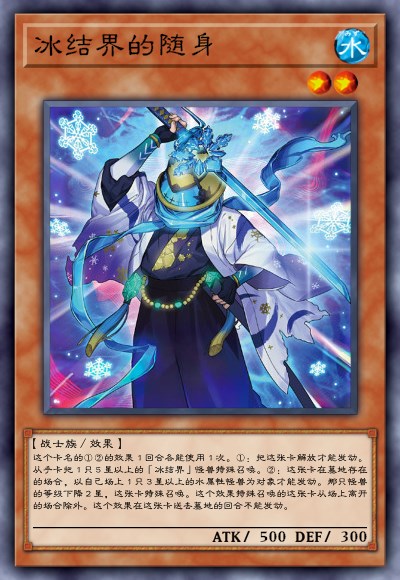 冰结界的随身
水
【战士族/效果】
这个卡名的①②的效果1回合各能使用1次。①：把这张卡解放才能发动。
从手卡把1只5星以上的「冰结界」怪兽特殊召唤。②：这张卡在墓地存在
的场合，以自己场上1只3星以上的水属性怪兽为对象才能发动。那只怪兽
的等级下降2星，这张卡特殊召唤。这个效果特殊召唤的这张卡从场上离开
的场合除外。这个效果在这张卡送去墓地的回合不能发动。
ATK/ 500 DEF/ 300